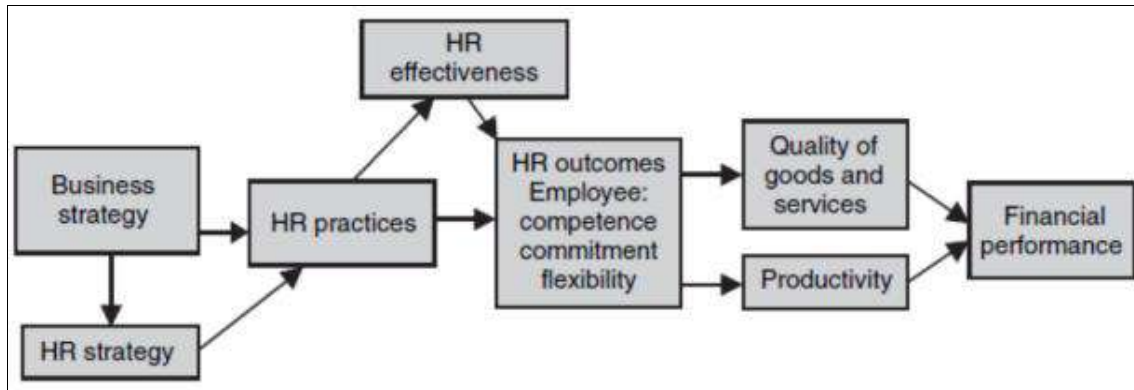 HR
effectiveness
Business
strategy
HR practices
HR strategy
HR outcomes
Employee:
competence
commitment
flexibility
Quality of
goods and
services
Productivity
Financial
performance